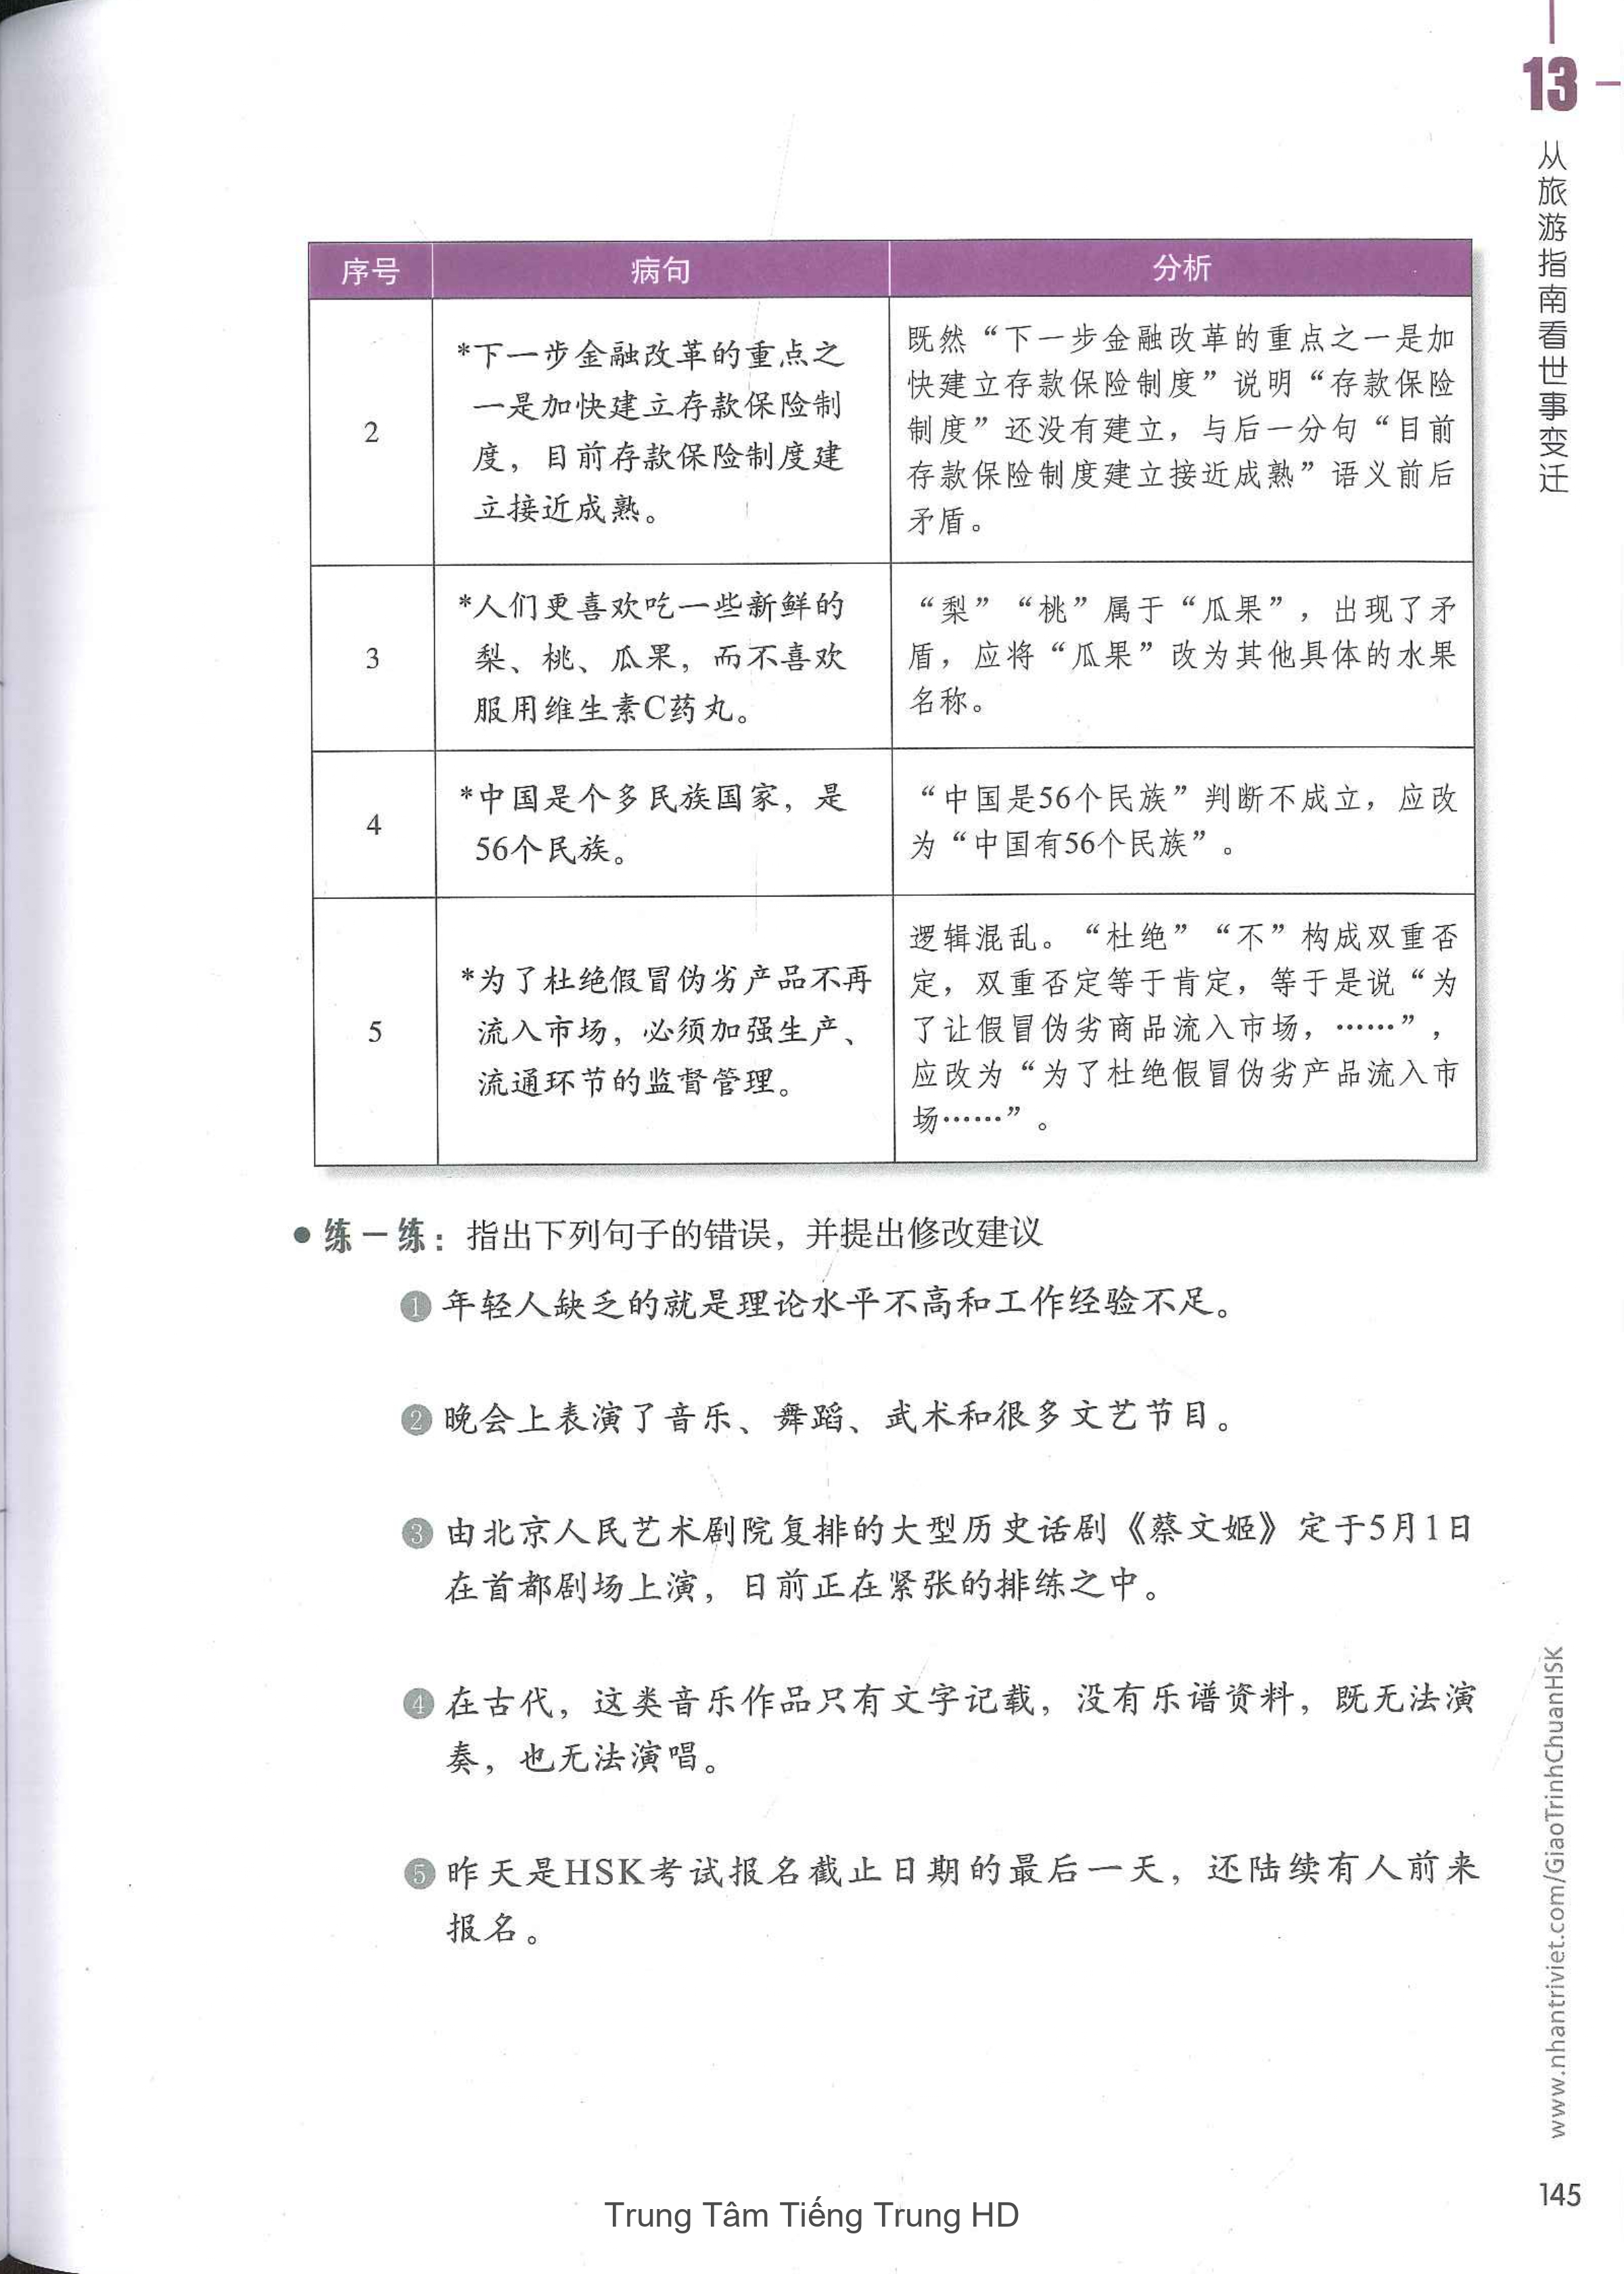 13
从旅游指南看世事变迁
序号
病句
分析
2
*下一步金融改革的重点之
一是加快建立存款保险制
度，目前存款保险制度建
立接近成熟。
既然“下一步金融改革的重点之一是加
快建立存款保险制度”说明“存款保险
制度”还没有建立，与后一分句“目前
存款保险制度建立接近成熟”语义前后
矛盾。
3
*人们更喜欢吃一些新鲜的
梨、桃、瓜果，而不喜欢
服用维生素C药丸。
“梨”“桃”属于“瓜果”，出现了矛
盾，应将“瓜果”改为其他具体的水果
名称。
4
*中国是个多民族国家，是
56个民族。
“中国是56个民族”判断不成立，应改
为“中国有56个民族”。
5
*为了杜绝假冒伪劣产品不再
流入市场，必须加强生产、
流通环节的监督管理。
逻辑混乱。“杜绝”“不”构成双重否
定，双重否定等于肯定，等于是说“为
了让假冒伪劣商品流入市场，……”，
应改为“为了杜绝假冒伪劣产品流入市
场……”。
● 练一练：指出下列句子的错误，并提出修改建议
❶ 年轻人缺乏的就是理论水平不高和工作经验不足。
❷ 晚会上表演了音乐、舞蹈、武术和很多文艺节目。
❸ 由北京人民艺术剧院复排的大型历史话剧《蔡文姬》定于5月1日
在首都剧场上演，日前正在紧张的排练之中。
❹ 在古代，这类音乐作品只有文字记载，没有乐谱资料，既无法演
奏，也无法演唱。
❺ 昨天是HSK考试报名截止日期的最后一天，还陆续有人前来
报名。
www.nhantriviet.com/GiaoTrinhChuanHSK
145
Trung Tâm Tiếng Trung HD